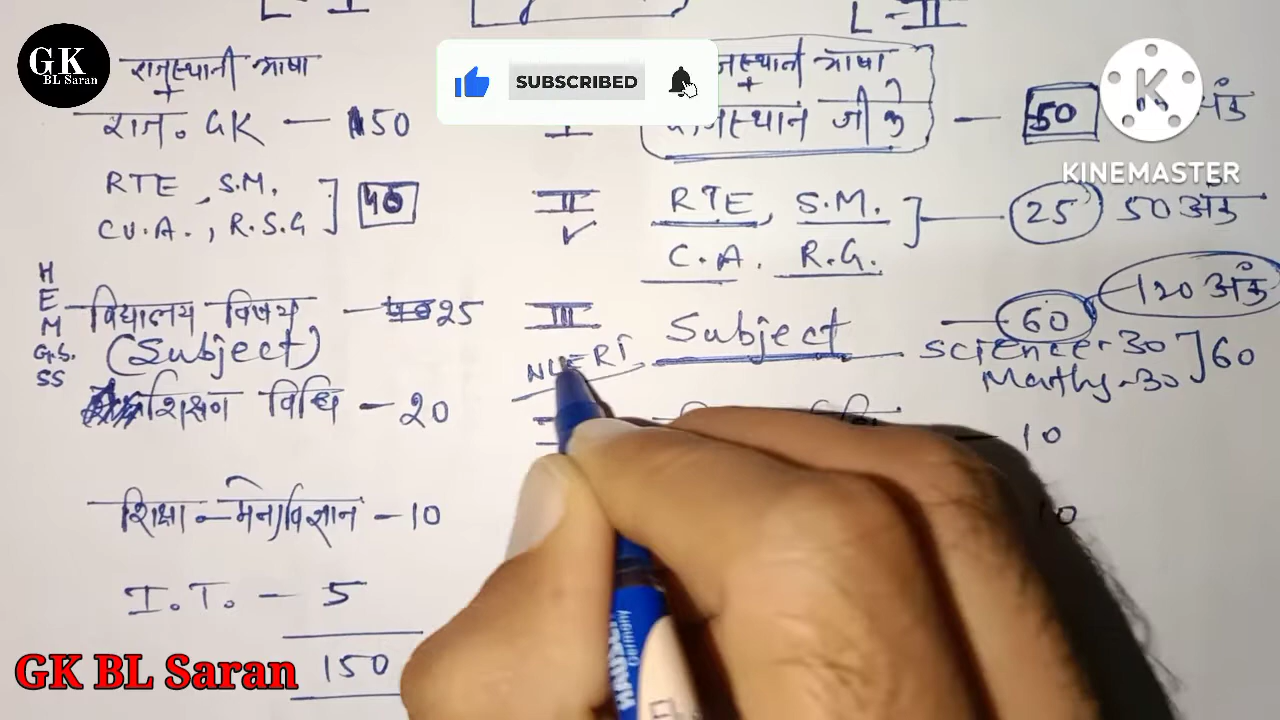 L - I
L - II
GK
BL Saran
राजस्थानी भाषा
+
राज. GK — 50
SUBSCRIBED
राजस्थानी भाषा
+
राजस्थान जी के — 50 अंक
I
K
KINEMASTER
RTE, S.M.
CU.A., R.S.G ] 40
II
RTE, S.M.
C.A. R.G. ] — 25 50 अंक
H
E
M
G.S.
SS
विद्यालय विषय — 25
(Subject)
III
NCERT
Subject — 60 120 अंक
Science - 30
Maths - 30 ] 60
शिक्षण विधि — 20
— 10
शिक्षा - मनोविज्ञान — 10
10
I.T. — 5
150
GK BL Saran